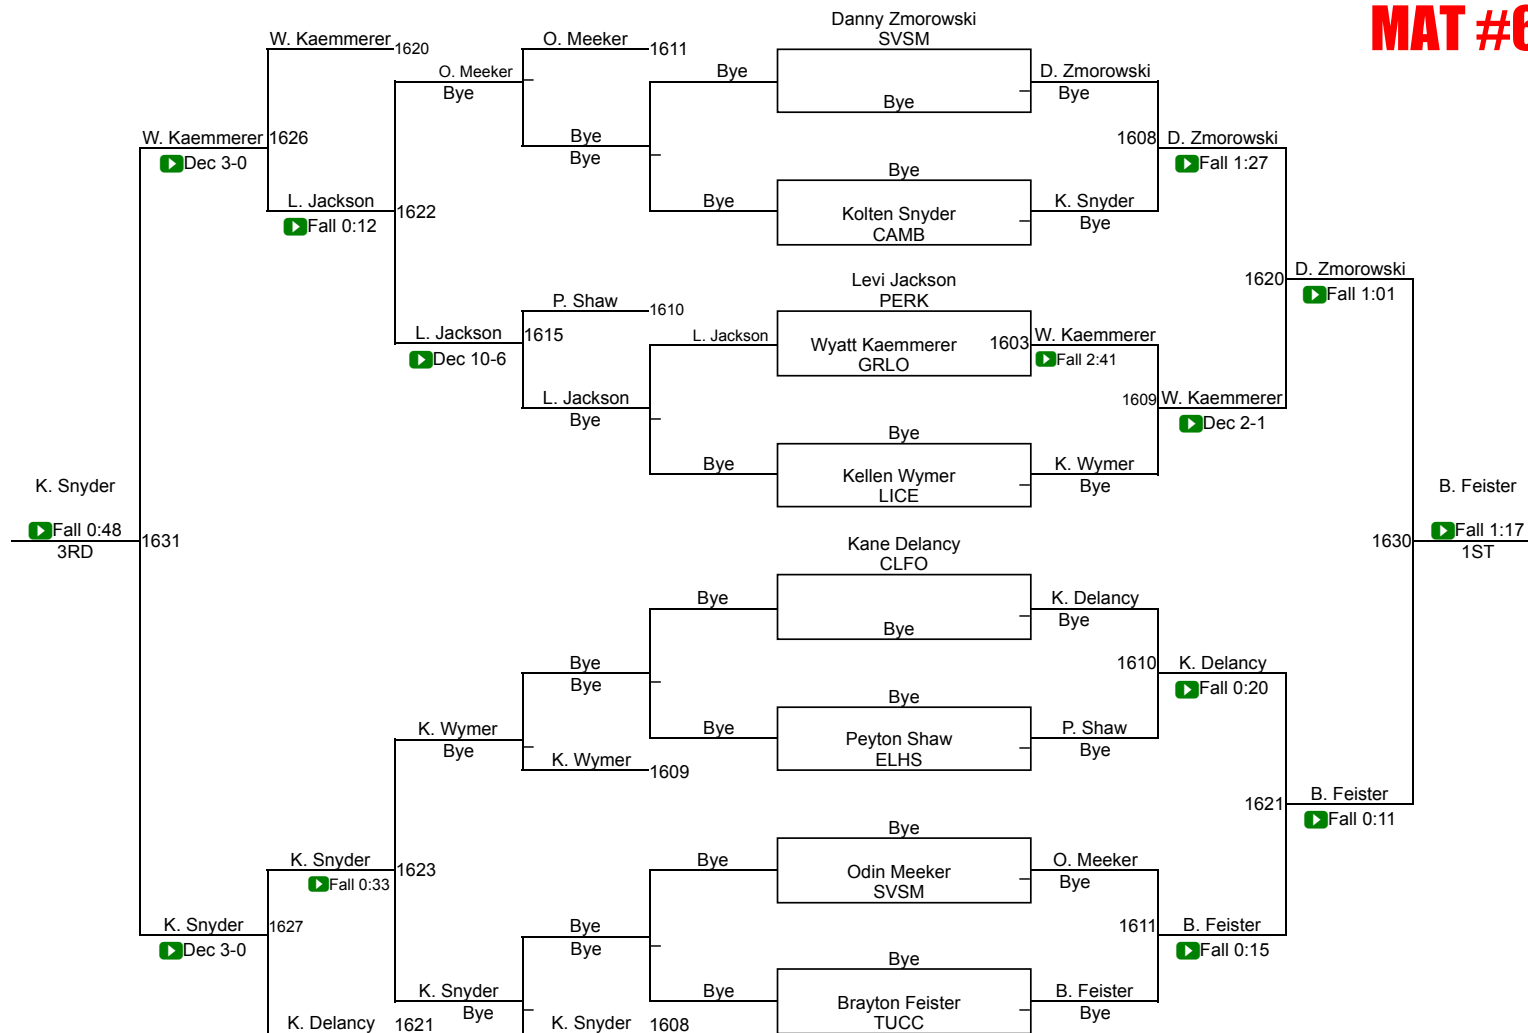 MAT #6
Danny Zmorowski
SVSM
W. Kaemmerer
1620
O. Meeker
1611
O. Meeker
Bye
Bye
Bye
D. Zmorowski
Bye
W. Kaemmerer
1626
Dec 3-0
Bye
Bye
1608
D. Zmorowski
Fall 1:27
Bye
L. Jackson
1622
Fall 0:12
Bye
Kolten Snyder
CAMB
K. Snyder
Bye
Levi Jackson
PERK
1620
D. Zmorowski
Fall 1:01
P. Shaw
1610
L. Jackson
1615
Dec 10-6
L. Jackson
Wyatt Kaemmerer
GRLO
1603
W. Kaemmerer
Fall 2:41
L. Jackson
Bye
1609
W. Kaemmerer
Dec 2-1
Bye
Bye
Kellen Wymer
LICE
K. Wymer
Bye
K. Snyder
Fall 0:48
3RD
1631
B. Feister
1630
Fall 1:17
1ST
Kane Delancy
CLFO
Bye
Bye
K. Delancy
Bye
Bye
Bye
1610
K. Delancy
Fall 0:20
Bye
K. Wymer
Bye
Bye
Peyton Shaw
ELHS
P. Shaw
Bye
K. Wymer
1609
1621
B. Feister
Fall 0:11
Bye
K. Snyder
1623
Fall 0:33
Bye
Odin Meeker
SVSM
O. Meeker
Bye
K. Snyder
1627
Dec 3-0
Bye
Bye
1611
B. Feister
Fall 0:15
Bye
K. Snyder
Bye
Bye
Brayton Feister
TUCC
B. Feister
Bye
K. Delancy
1621
K. Snyder
1608